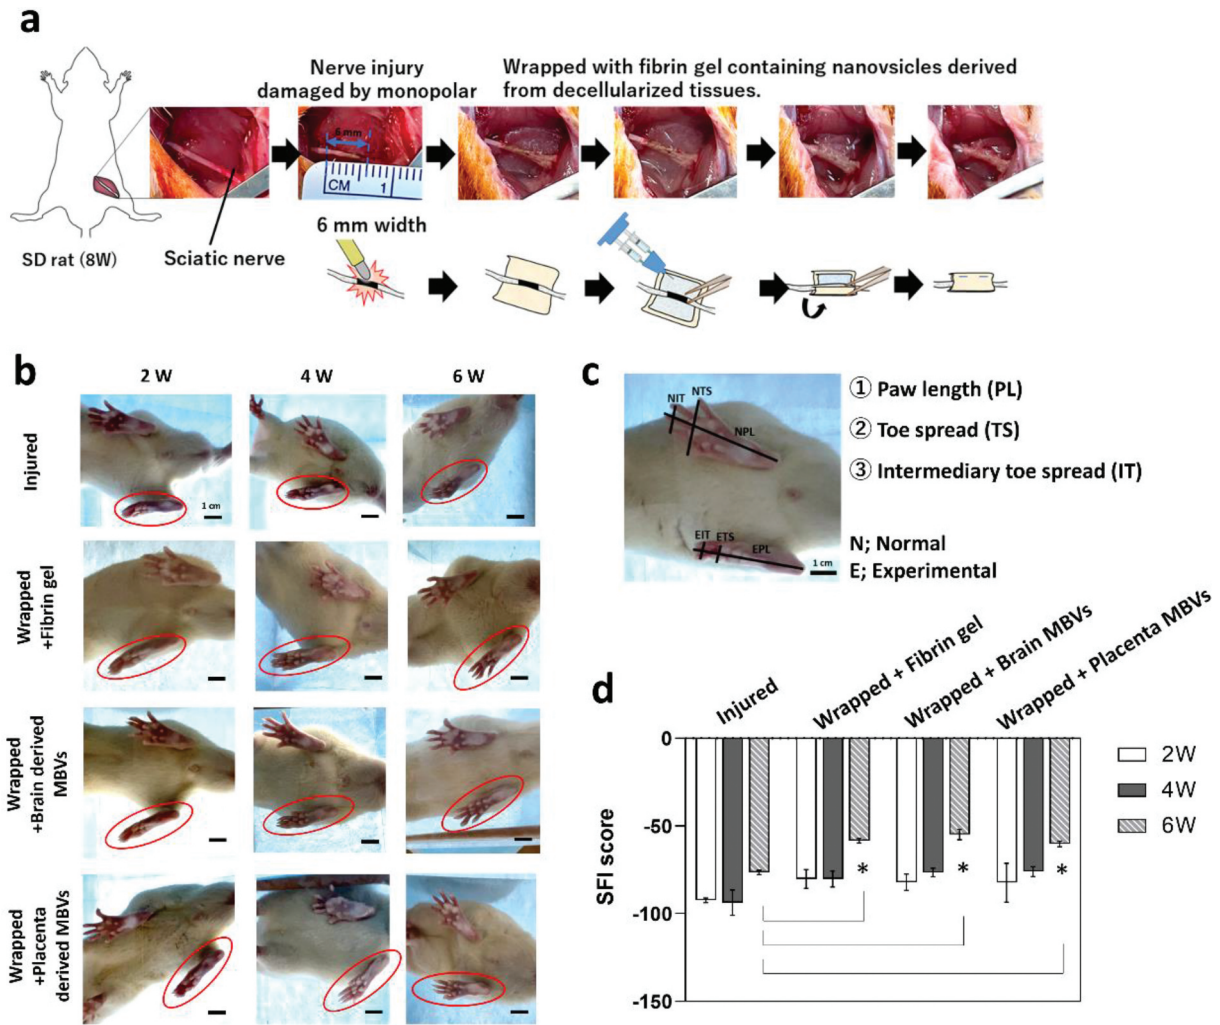 a
Nerve injury
damaged by monopolar
Wrapped with fibrin gel containing nanovsicles derived
from decellularized tissues.
6 mm
CM 1
6 mm width
SD rat (8W)
Sciatic nerve
b
2 W
4 W
6 W
Injured
1 cm
Wrapped
+Fibrin gel
Wrapped
+Brain derived
MBVs
Wrapped
+Placenta
derived MBVs
c
NIT
NTS
NPL
EIT
ETS
EPL
1 cm
① Paw length (PL)
② Toe spread (TS)
③ Intermediary toe spread (IT)
N; Normal
E; Experimental
d
Injured
Wrapped + Fibrin gel
Wrapped + Brain MBVs
Wrapped + Placenta MBVs
SFI score
0
-50
-100
-150
*
*
*
2W
4W
6W